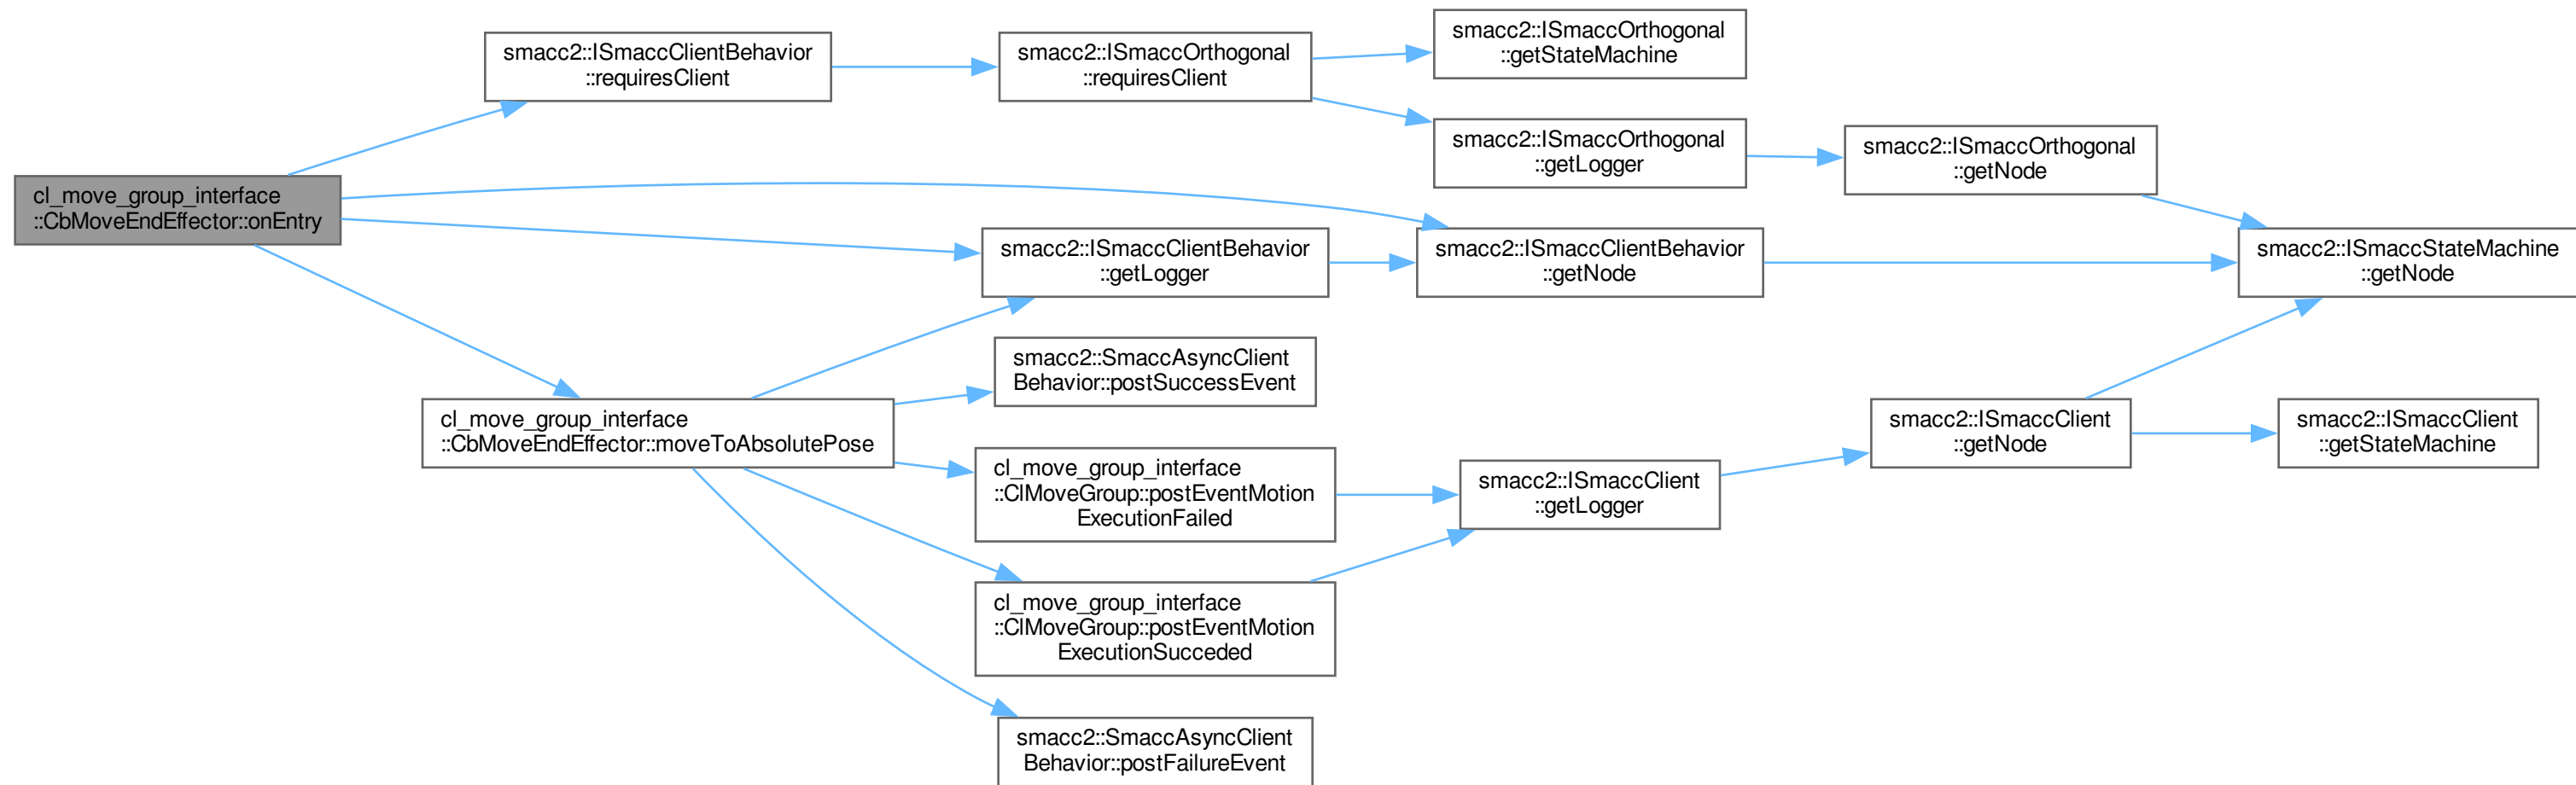 cl_move_group_interface
::CbMoveEndEffector::onEntry
smacc2::ISmaccClientBehavior
::requiresClient
smacc2::ISmaccOrthogonal
::requiresClient
smacc2::ISmaccOrthogonal
::getStateMachine
smacc2::ISmaccOrthogonal
::getLogger
smacc2::ISmaccOrthogonal
::getNode
smacc2::ISmaccClientBehavior
::getLogger
smacc2::ISmaccClientBehavior
::getNode
smacc2::ISmaccStateMachine
::getNode
cl_move_group_interface
::CbMoveEndEffector::moveToAbsolutePose
smacc2::SmaccAsyncClient
Behavior::postSuccessEvent
cl_move_group_interface
::ClMoveGroup::postEventMotion
ExecutionFailed
cl_move_group_interface
::ClMoveGroup::postEventMotion
ExecutionSucceded
smacc2::SmaccAsyncClient
Behavior::postFailureEvent
smacc2::ISmaccClient
::getLogger
smacc2::ISmaccClient
::getNode
smacc2::ISmaccClient
::getStateMachine